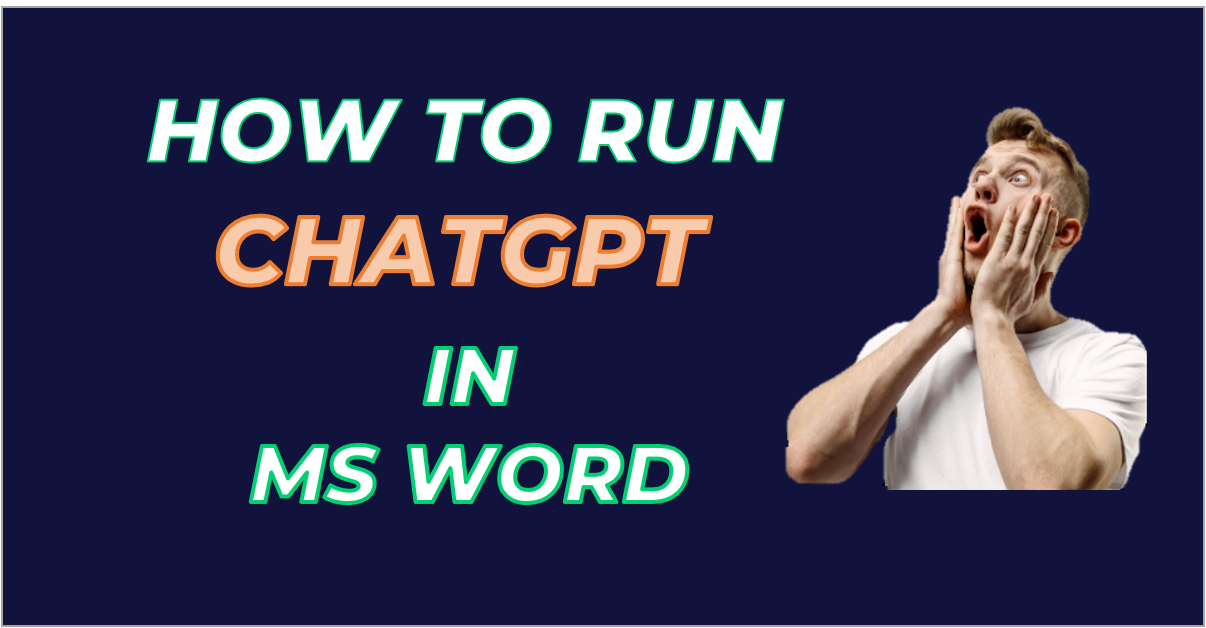 HOW TO RUN
CHATGPT
IN
MS WORD